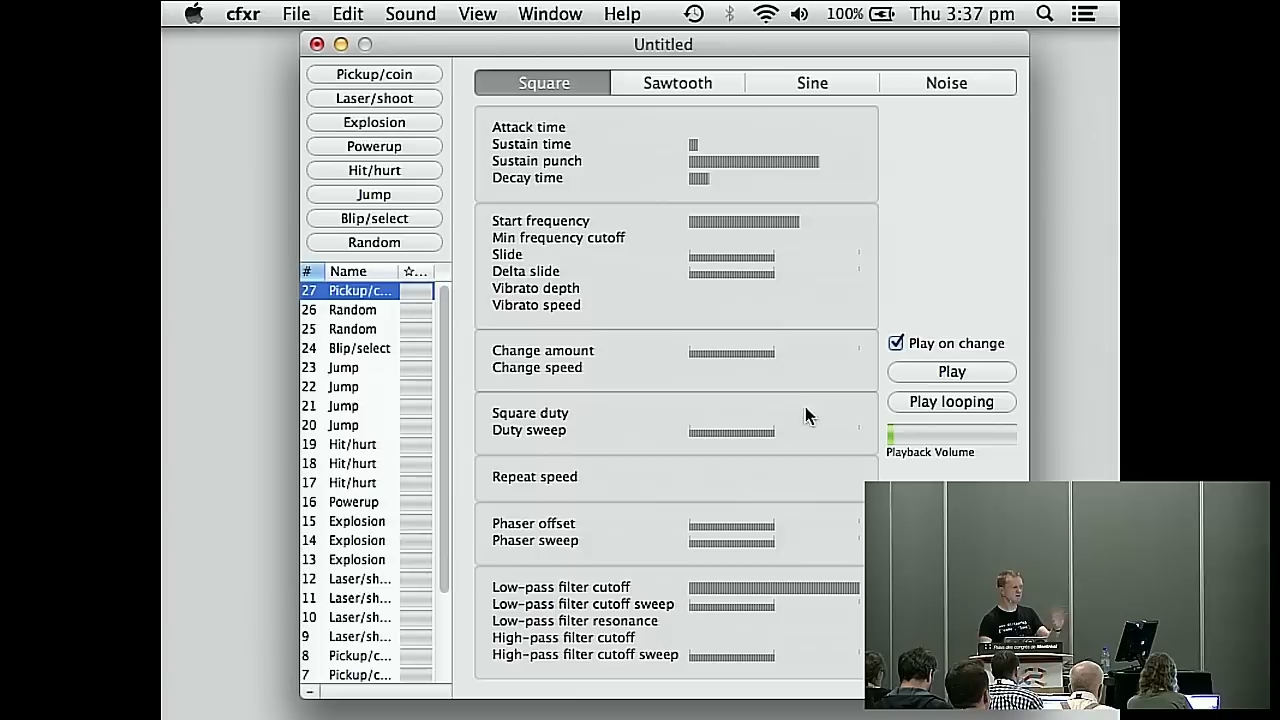 cfxr File Edit Sound View Window Help 100% Thu 3:37 pm
Untitled
Pickup/coin
Laser/shoot
Explosion
Powerup
Hit/hurt
Jump
Blip/select
Random
# Name ☆...
27 Pickup/c...
26 Random
25 Random
24 Blip/select
23 Jump
22 Jump
21 Jump
20 Jump
19 Hit/hurt
18 Hit/hurt
17 Hit/hurt
16 Powerup
15 Explosion
14 Explosion
13 Explosion
12 Laser/sh...
11 Laser/sh...
10 Laser/sh...
9 Laser/sh...
8 Pickup/c...
7 Pickup/c...
Square Sawtooth Sine Noise
Attack time
Sustain time
Sustain punch
Decay time
Start frequency
Min frequency cutoff
Slide
Delta slide
Vibrato depth
Vibrato speed
Change amount
Change speed
Square duty
Duty sweep
Repeat speed
Phaser offset
Phaser sweep
Low-pass filter cutoff
Low-pass filter cutoff sweep
Low-pass filter resonance
High-pass filter cutoff
High-pass filter cutoff sweep
Play on change
Play
Play looping
Playback Volume
Palais des congrès de Montréal